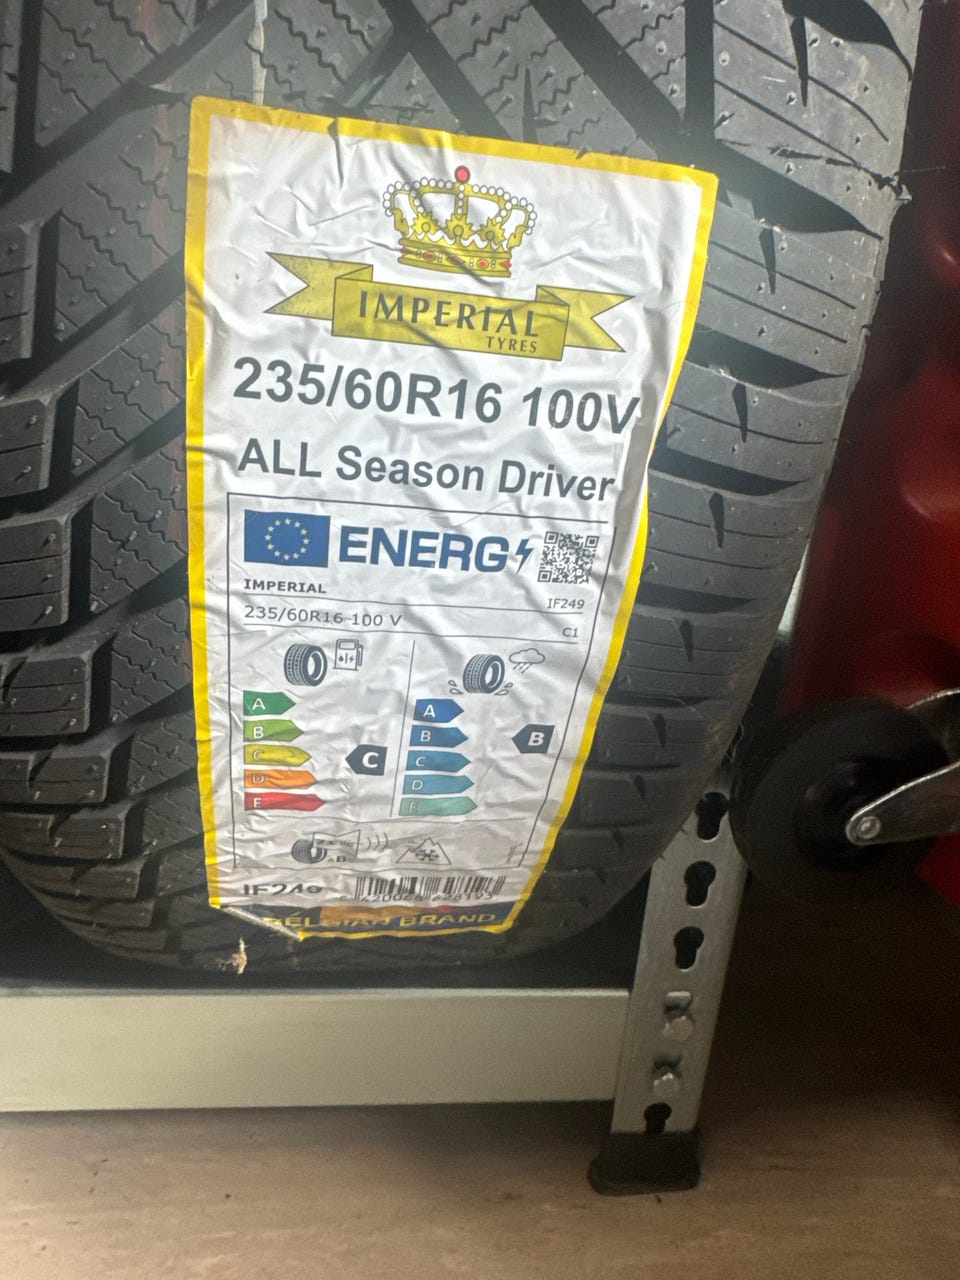 IMPERIAL
TYRES
235/60R16 100V
ALL Season Driver
ENERG
IMPERIAL
IF249
235/60R16 100 V
C1
A
B
C
D
E
C
A
B
C
D
E
B
IF249
BELGIAN BRAND